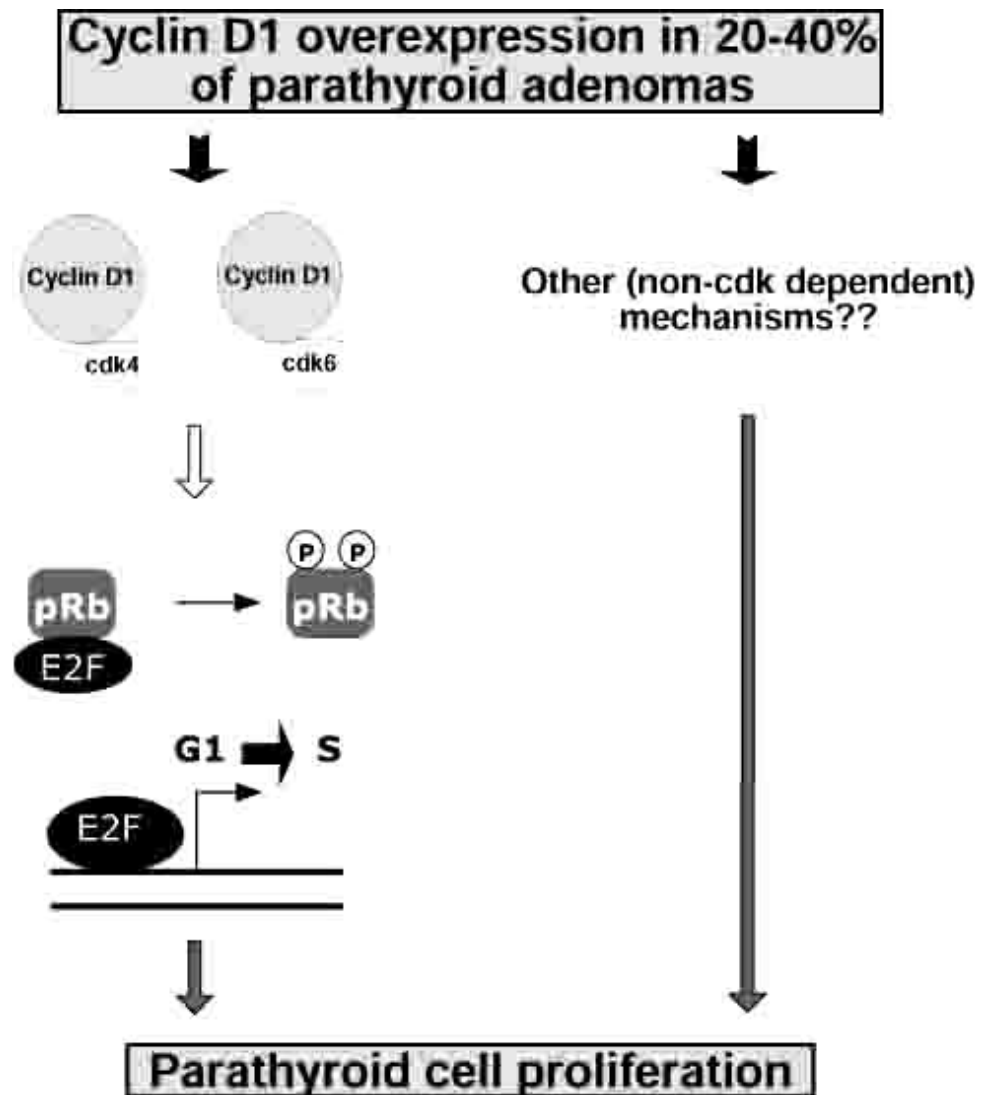 Cyclin D1 overexpression in 20-40%
of parathyroid adenomas
Cyclin D1
cdk4
Cyclin D1
cdk6
Other (non-cdk dependent)
mechanisms??
P P
pRb
E2F
pRb
G1 S
E2F
Parathyroid cell proliferation